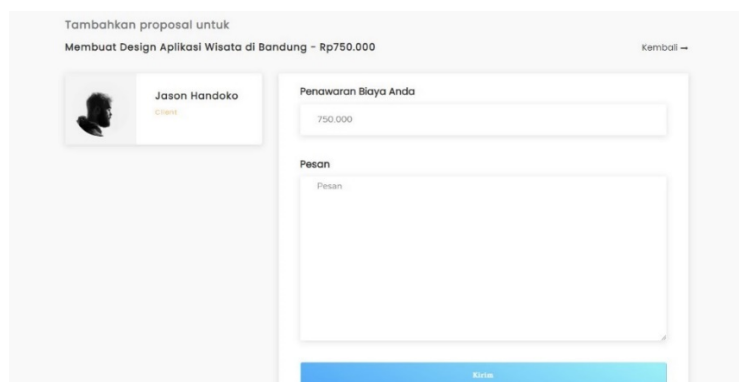 Tambahkan proposal untuk
Membuat Design Aplikasi Wisata di Bandung - Rp750.000
Kembali →
Jason Handoko
Client
Penawaran Biaya Anda
750.000
Pesan
Pesan
Kirim